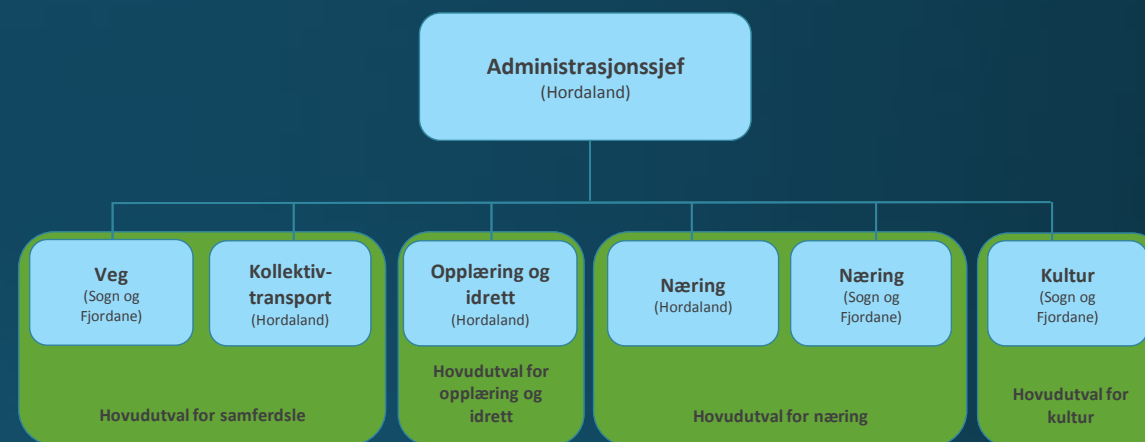 Administrasjonssjef
(Hordaland)
Veg
(Sogn og
Fjordane)
Kollektiv-
transport
(Hordaland)
Opplæring og
idrett
(Hordaland)
Næring
(Hordaland)
Næring
(Sogn og
Fjordane)
Kultur
(Sogn og
Fjordane)
Hovudutval for samferdsle
Hovudutval for
opplæring og
idrett
Hovudutval for næring
Hovudutval for
kultur